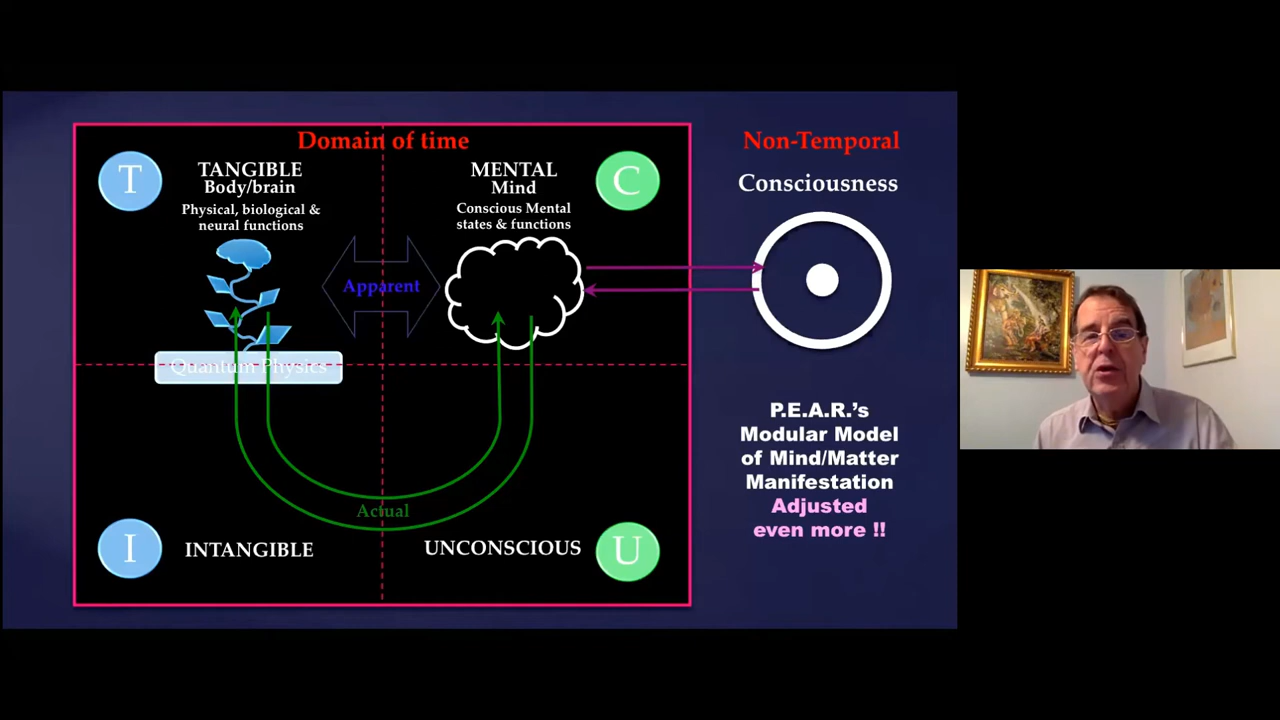 Domain of time
Non-Temporal
T
TANGIBLE
Body/brain
Physical, biological &
neural functions
MENTAL
Mind
Conscious Mental
states & functions
C
Consciousness
Apparent
Quantum Physics
P.E.A.R.'s
Modular Model
of Mind/Matter
Manifestation
Adjusted
even more !!
Actual
I
INTANGIBLE
UNCONSCIOUS
U